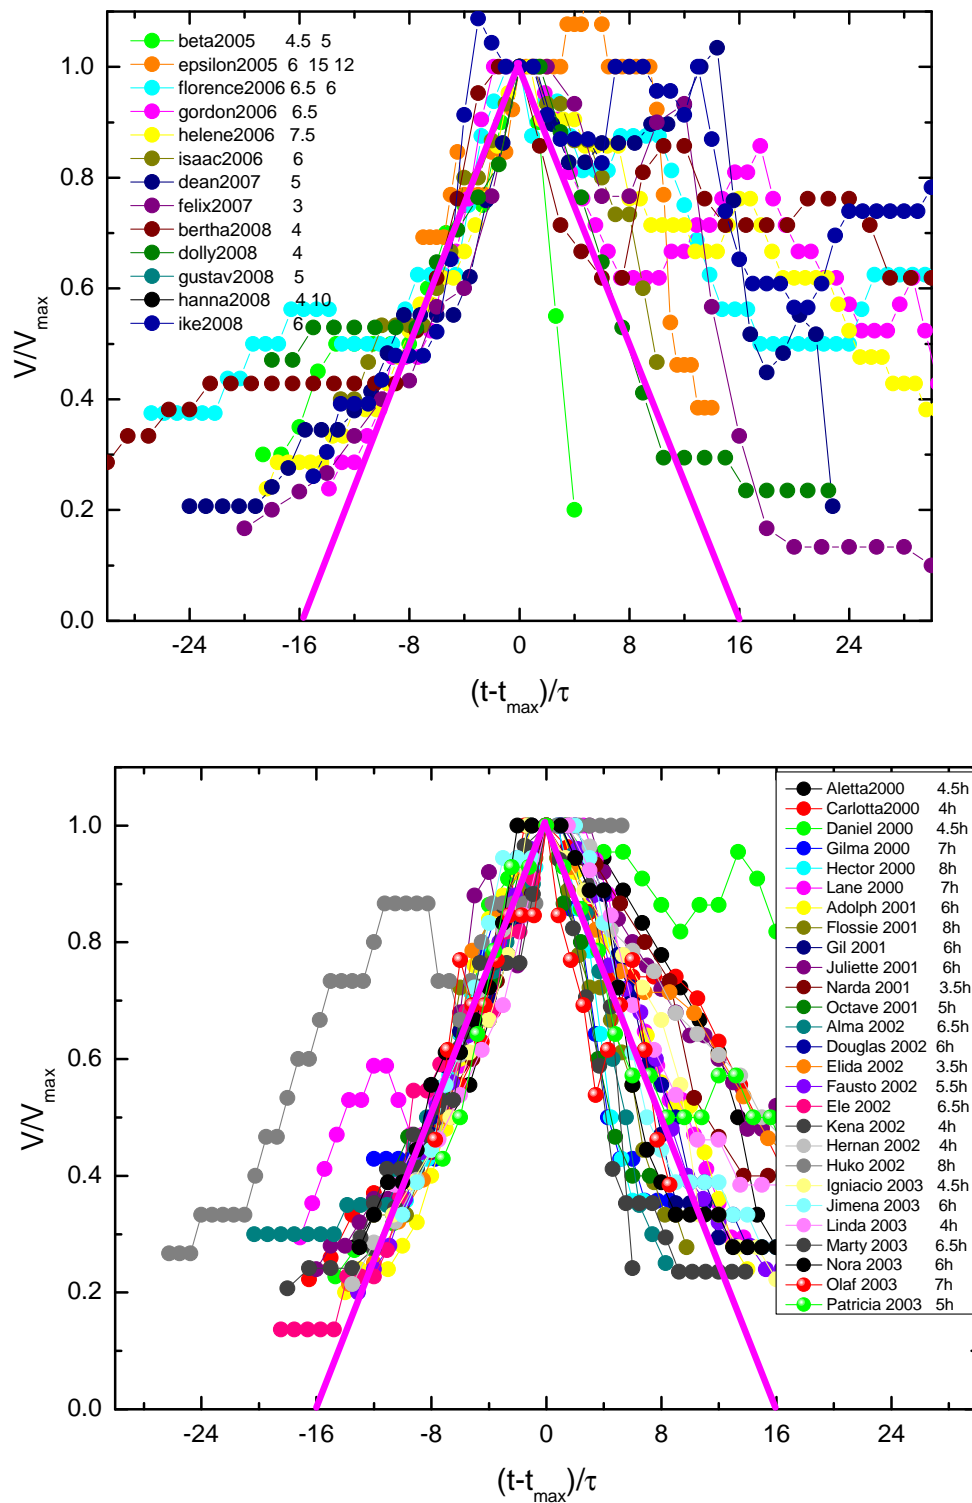 beta2005 4.5 5
epsilon2005 6 15 12
florence2006 6.5 6
gordon2006 6.5
helene2006 7.5
isaac2006 6
dean2007 5
felix2007 3
bertha2008 4
dolly2008 4
gustav2008 5
hanna2008 4 10
ike2008 6
1.0
0.8
0.6
0.4
0.2
0.0
V/Vmax
-24 -16 -8 0 8 16 24
(t-tmax)/τ
Aletta2000 4.5h
Carlotta2000 4h
Daniel 2000 4.5h
Gilma 2000 7h
Hector 2000 8h
Lane 2000 7h
Adolph 2001 6h
Flossie 2001 8h
Gil 2001 6h
Juliette 2001 6h
Narda 2001 3.5h
Octave 2001 5h
Alma 2002 6.5h
Douglas 2002 6h
Elida 2002 3.5h
Fausto 2002 5.5h
Ele 2002 6.5h
Kena 2002 4h
Hernan 2002 4h
Huko 2002 8h
Igniacio 2003 4.5h
Jimena 2003 6h
Linda 2003 4h
Marty 2003 6.5h
Nora 2003 6h
Olaf 2003 7h
Patricia 2003 5h
1.0
0.8
0.6
0.4
0.2
0.0
V/Vmax
-24 -16 -8 0 8 16 24
(t-tmax)/τ